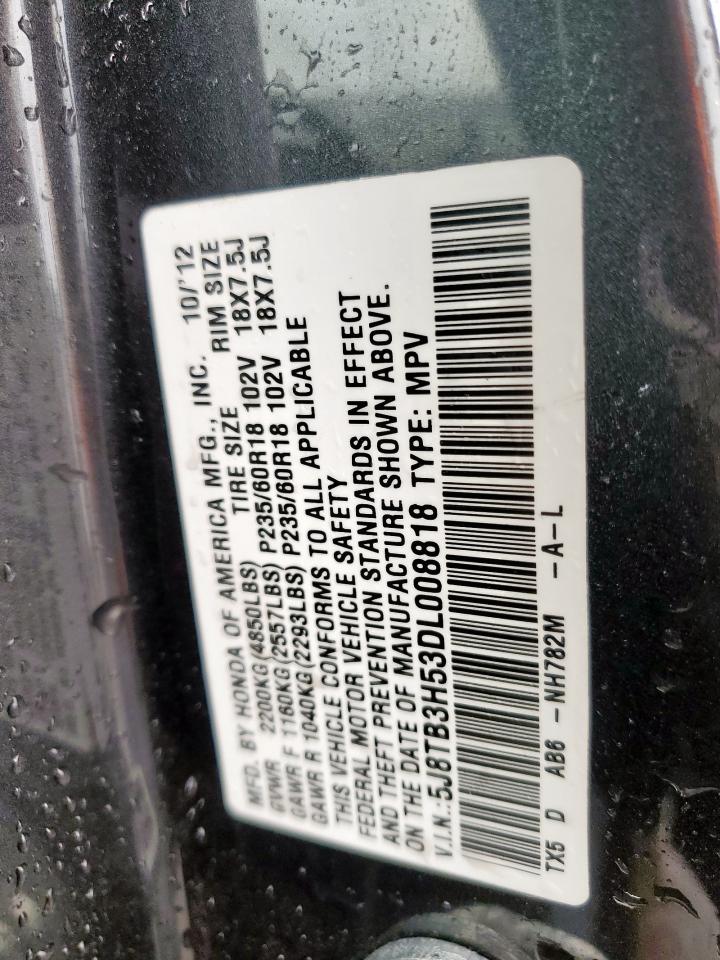 MFD. BY HONDA OF AMERICA MFG., INC. 10/'12
GVWR 2200KG(4850LBS) TIRE SIZE RIM SIZE
GAWR F 1160KG(2557LBS) P235/60R18 102V 18X7.5J
GAWR R 1040KG(2293LBS) P235/60R18 102V 18X7.5J
THIS VEHICLE CONFORMS TO ALL APPLICABLE
FEDERAL MOTOR VEHICLE SAFETY
AND THEFT PREVENTION STANDARDS IN EFFECT
ON THE DATE OF MANUFACTURE SHOWN ABOVE.
V.I.N.:5J8TB3H53DL008818 TYPE: MPV
TX5 D AB6 -NH782M -A-L